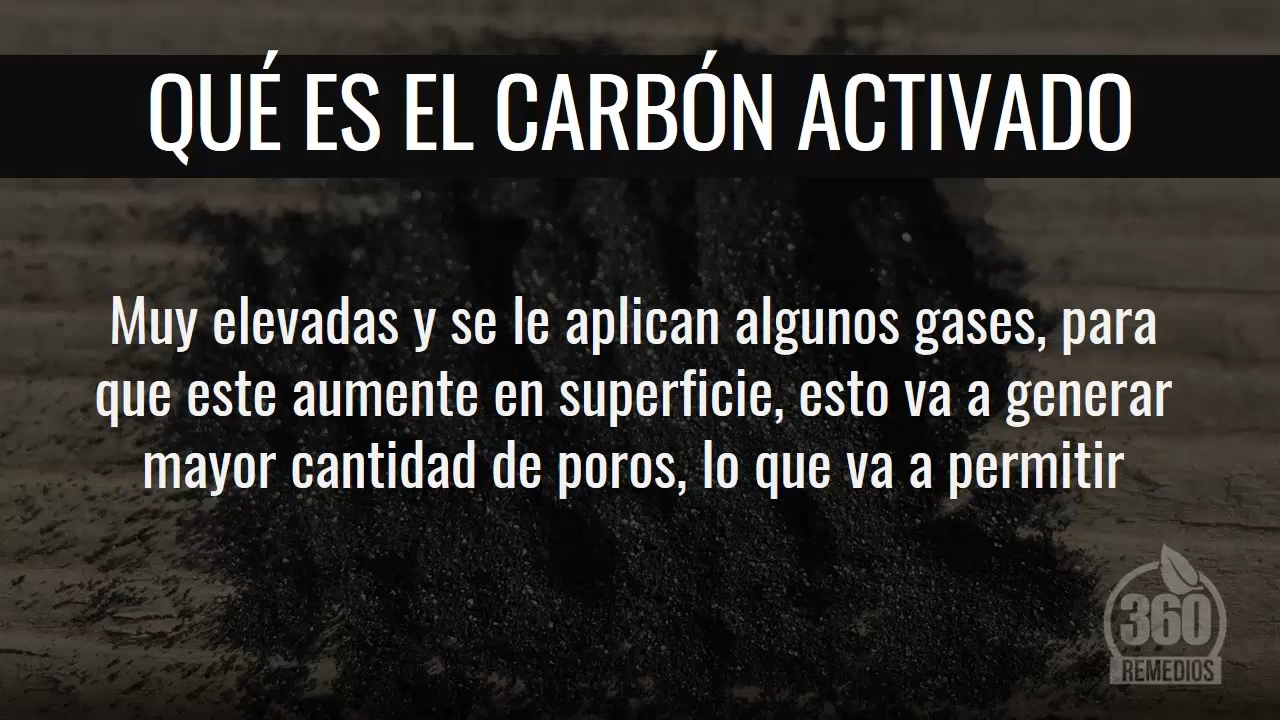 QUÉ ES EL CARBÓN ACTIVADO
Muy elevadas y se le aplican algunos gases, para
que este aumente en superficie, esto va a generar
mayor cantidad de poros, lo que va a permitir
360
REMEDIOS